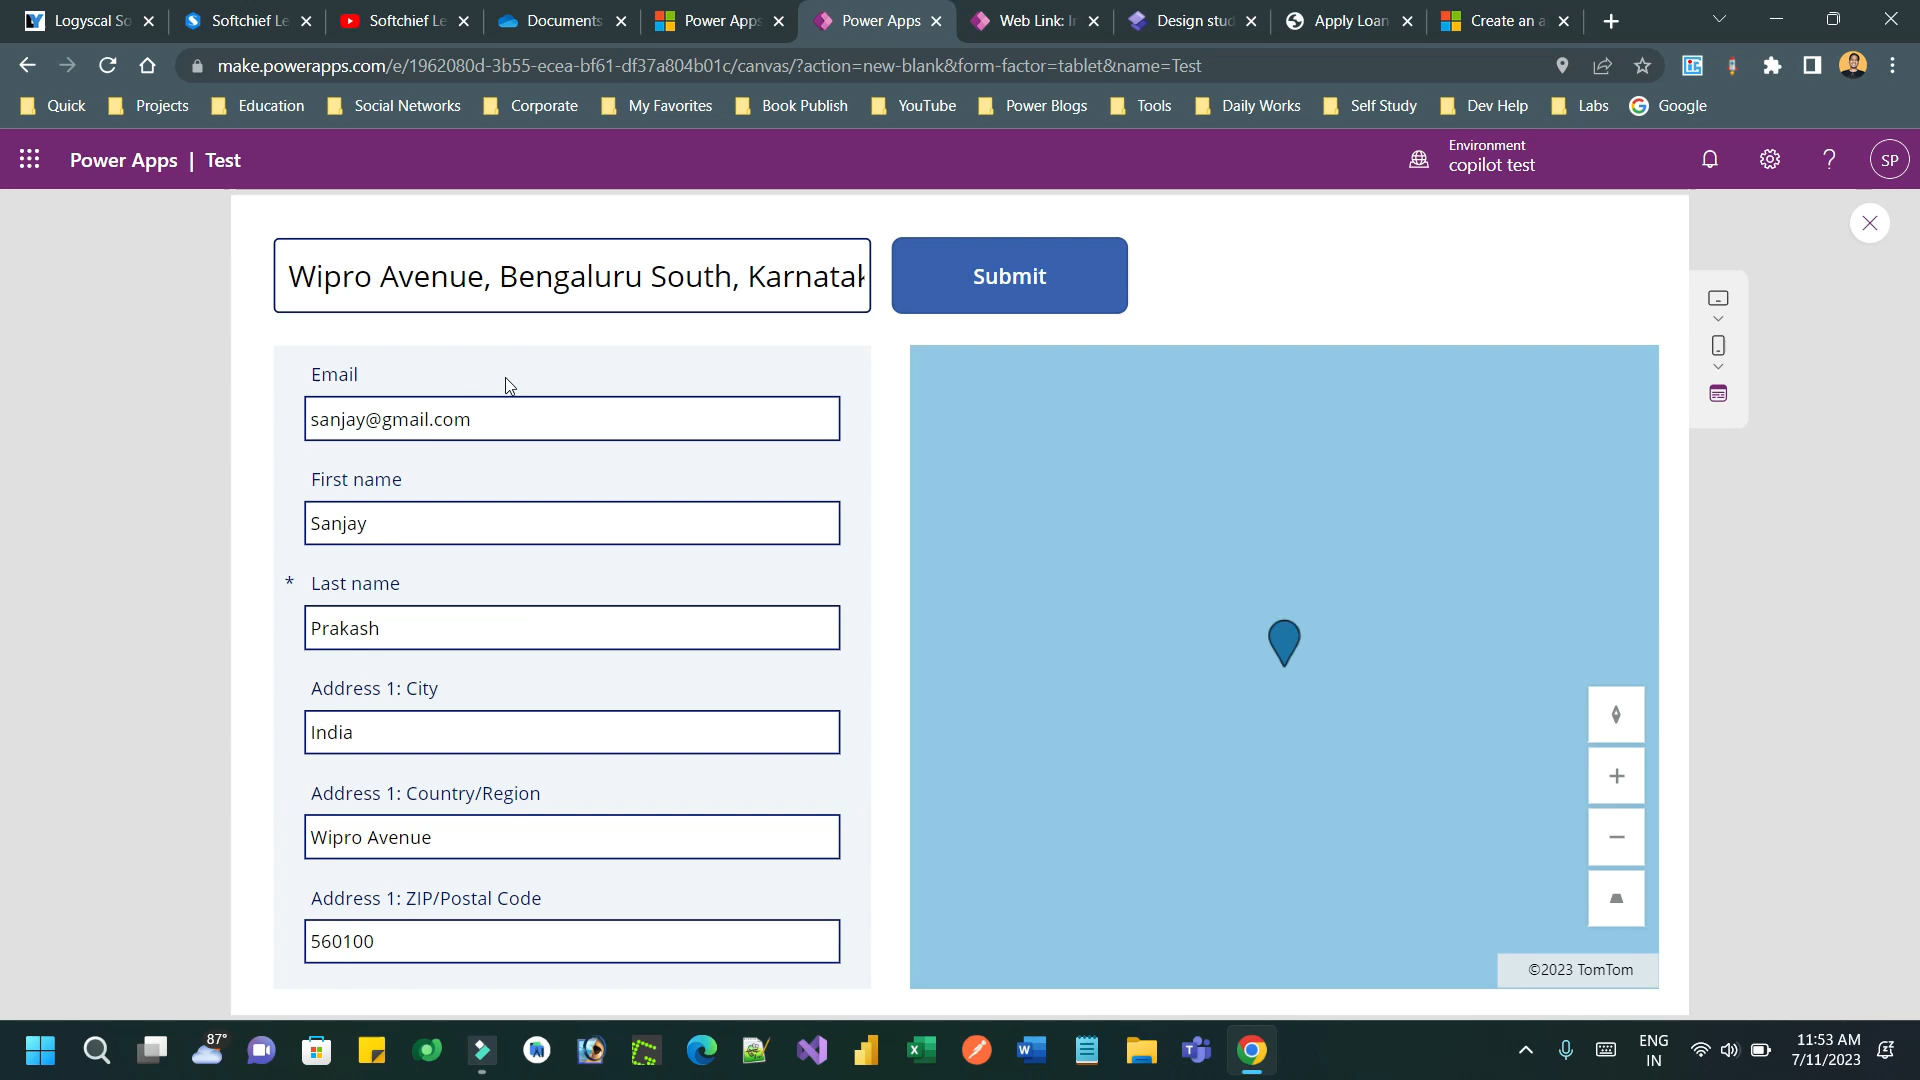 Logyscal So
Softchief Le
Softchief Le
Documents
Power Apps
Power Apps
Web Link: Ir
Design stud
Apply Loan
Create an a
make.powerapps.com/e/1962080d-3b55-ecea-bf61-df37a804b01c/canvas/?action=new-blank&form-factor=tablet&name=Test
Quick
Projects
Education
Social Networks
Corporate
My Favorites
Book Publish
YouTube
Power Blogs
Tools
Daily Works
Self Study
Dev Help
Labs
Google
Power Apps | Test
Environment
copilot test
SP
Wipro Avenue, Bengaluru South, Karnatak
Submit
Email
sanjay@gmail.com
First name
Sanjay
* Last name
Prakash
Address 1: City
India
Address 1: Country/Region
Wipro Avenue
Address 1: ZIP/Postal Code
560100
©2023 TomTom
87°
ENG
IN
11:53 AM
7/11/2023